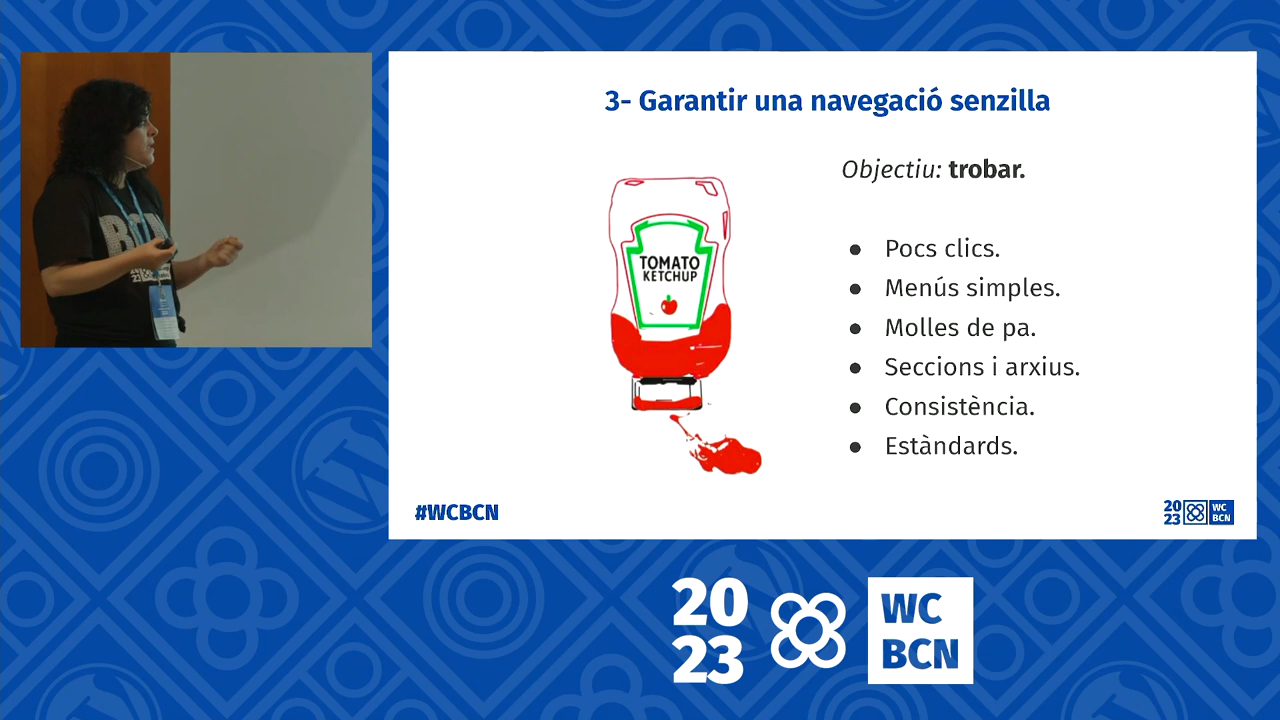 3- Garantir una navegació senzilla
Objectiu: trobar.
TOMATO
KETCHUP
● Pocs clics.
● Menús simples.
● Molles de pa.
● Seccions i arxius.
● Consistència.
● Estàndards.
#WCBCN
20
23
WC
BCN
20
23
WC
BCN